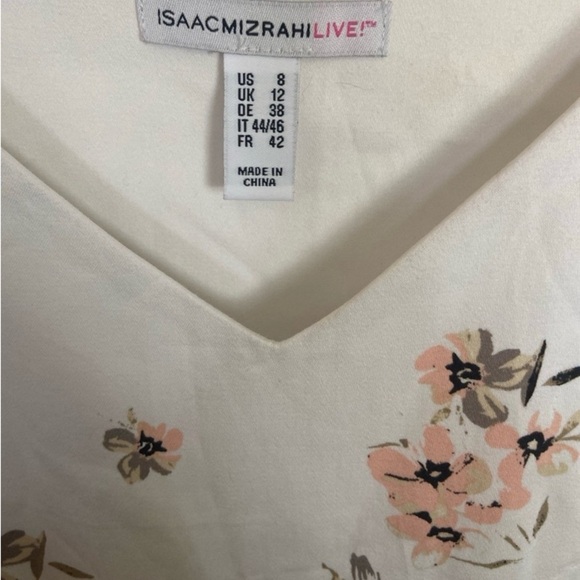 ISAACMIZRAHILIVE!™
US 8
UK 12
DE 38
IT 44/46
FR 42
MADE IN
CHINA